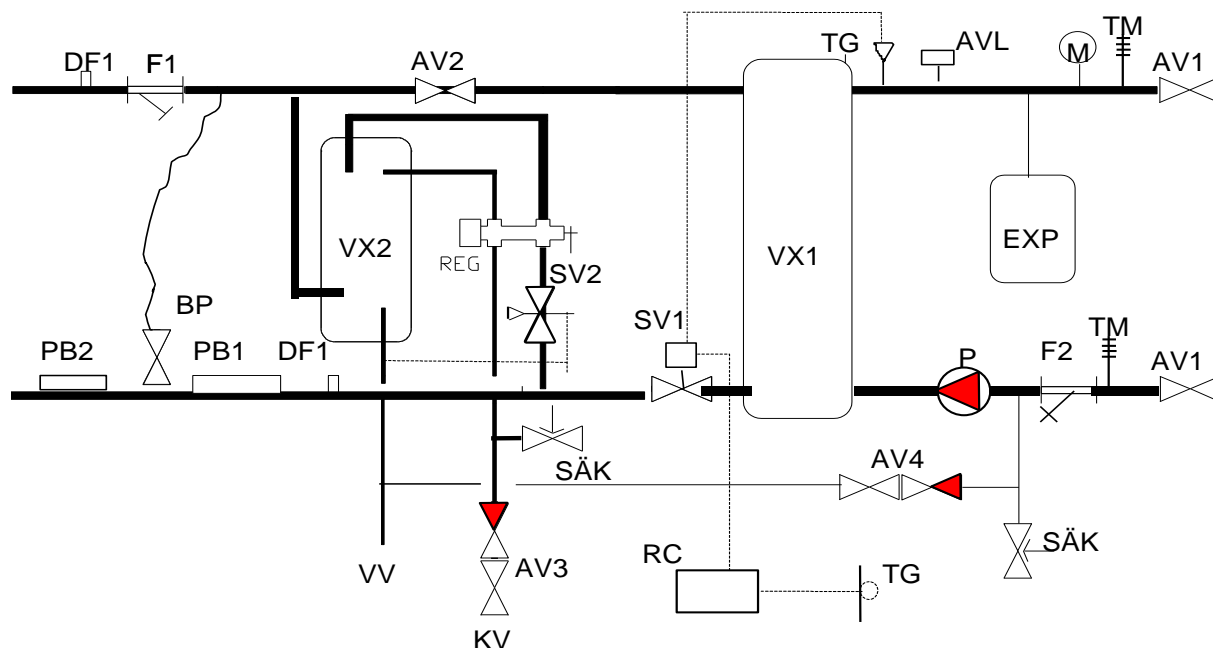 TM
DF1
F1
AV2
TG
AVL
M
AV1
VX2
VX1
EXP
REG
SV2
BP
SV1
TM
PB2
PB1
DF1
P
F2
AV1
SÄK
AV4
SÄK
RC
TG
VV
AV3
KV